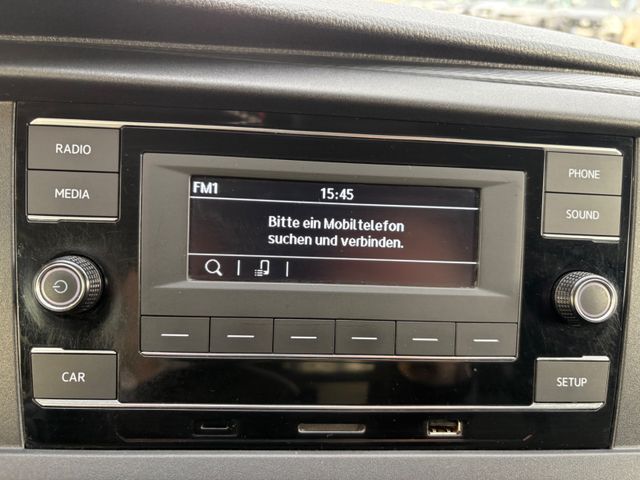 RADIO
MEDIA
FM1 15:45
Bitte ein Mobiltelefon
suchen und verbinden.
PHONE
SOUND
CAR
SETUP